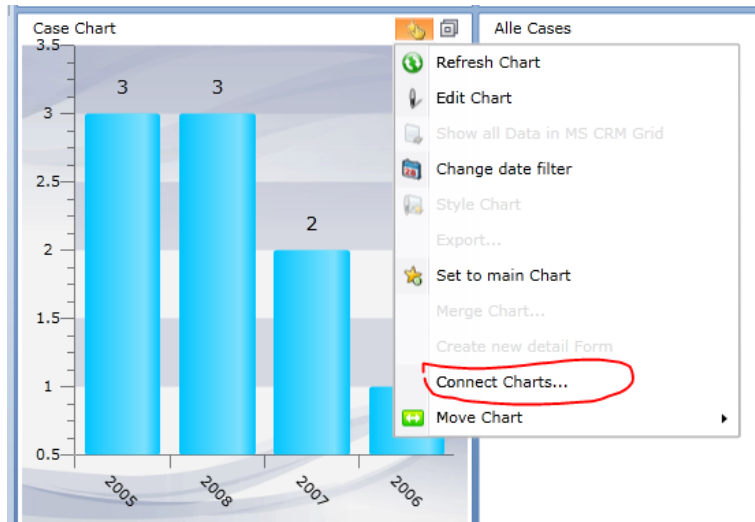 Case Chart
Alle Cases
3.5
3
2.5
2
1.5
1
0.5
3
3
2
2005
2008
2007
2006
Refresh Chart
Edit Chart
Show all Data in MS CRM Grid
Change date filter
Style Chart
Export...
Set to main Chart
Merge Chart...
Create new detail Form
Connect Charts...
Move Chart